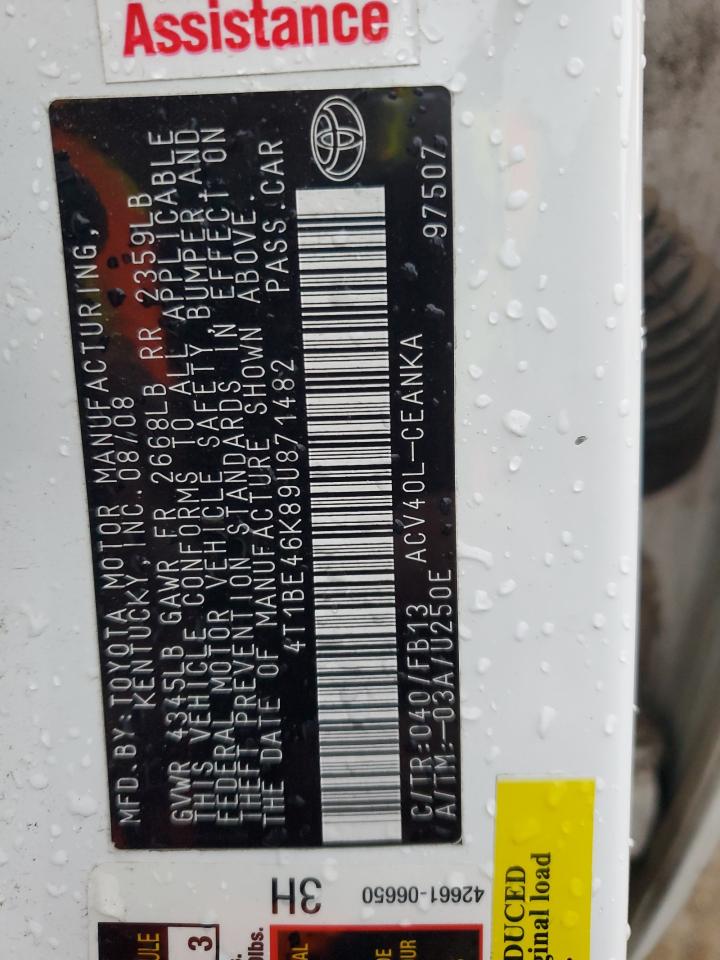 Assistance
MFD. BY: TOYOTA MOTOR MANUFACTURING,
KENTUCKY, INC. 08/08
GVWR 4345LB GAWR FR 2668LB RR 2359LB
THIS VEHICLE CONFORMS TO ALL APPLICABLE
FEDERAL MOTOR VEHICLE SAFETY, BUMPER, AND
THEFT PREVENTION STANDARDS IN EFFECT ON
THE DATE OF MANUFACTURE SHOWN ABOVE.
4T1BE46K89U871482 PASS.CAR
C/TR:040/FB13 ACV40L-CEANKA 97507
A/TM:-03A/U250E
3H
42661-06650
3